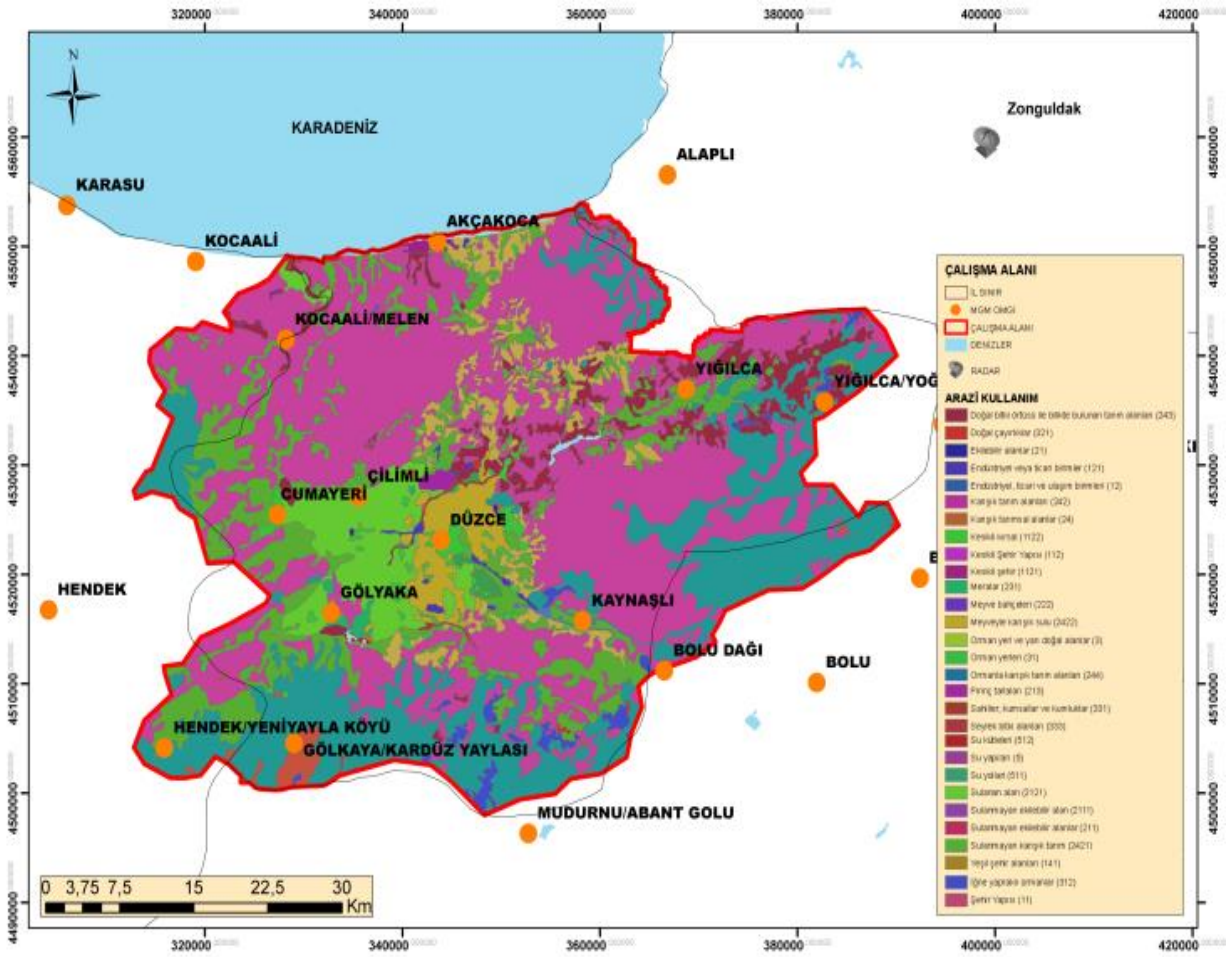 320000
340000
360000
380000
400000
420000
N
KARADENİZ
Zonguldak
ALAPLI
KARASU
AKÇAKOCA
KOCAALİ
KOCAALİ/MELEN
YIĞILCA
YIĞILCA/YOĞ
ÇİLİMLİ
CUMAYERİ
DÜZCE
HENDEK
GÖLYAKA
KAYNAŞLI
BOLU DAĞI
BOLU
HENDEK/YENİYAYLA KÖYÜ
GÖLKAYA/KARDÜZ YAYLASI
MUDURNU/ABANT GOLU
4560000
4550000
4540000
4530000
4520000
4510000
4500000
4490000
4560000
4550000
4540000
4530000
4520000
4510000
4500000
4490000
ÇALIŞMA ALANI
İL SINIR
MGM OMGİ
ÇALIŞMA ALANI
DENİZLER
RADAR
ARAZİ KULLANIM
Doğal bitki örtüsü ile birlikte bulunan tarım alanları (243)
Doğal çayırlıklar (321)
Ekilebilir alanlar (21)
Endüstriyel veya ticari birimler (121)
Endüstriyel, ticari ve ulaşım birimleri (12)
Karışık tarım alanları (242)
Karışık tarımsal alanlar (24)
Kesikli kırsal (1122)
Kesikli Şehir Yapısı (112)
Kesikli şehir (1121)
Meralar (231)
Meyve bahçeleri (222)
Meyveyle karışık sulu (2422)
Orman yeri ve yarı doğal alanlar (3)
Orman yerleri (31)
Ormanla karışık tarım alanları (244)
Pirinç tarlaları (213)
Sahiller, kumsallar ve kumluklar (331)
Seyrek bitki alanları (333)
Su kütleleri (512)
Su yapıları (5)
Su yolları (511)
Sulanan alan (2121)
Sulanmayan ekilebilir alan (2111)
Sulanmayan ekilebilir alanlar (211)
Sulanmayan karışık tarım (2421)
Yeşil şehir alanları (141)
İğne yapraklı ormanlar (312)
Şehir Yapısı (11)
0 3,75 7,5 15 22,5 30
Km
320000
340000
360000
380000
400000
420000